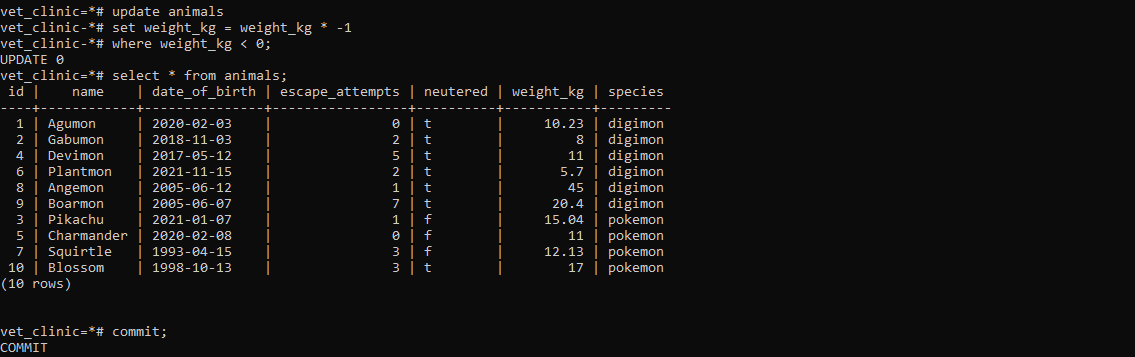 vet_clinic=*# update animals
vet_clinic-*# set weight_kg = weight_kg * -1
vet_clinic-*# where weight_kg < 0;
UPDATE 0
vet_clinic=*# select * from animals;
 id |    name    | date_of_birth | escape_attempts | neutered | weight_kg | species
----+------------+---------------+-----------------+----------+-----------+---------
  1 | Agumon     | 2020-02-03    |               0 | t        |     10.23 | digimon
  2 | Gabumon    | 2018-11-03    |               2 | t        |         8 | digimon
  4 | Devimon    | 2017-05-12    |               5 | t        |        11 | digimon
  6 | Plantmon   | 2021-11-15    |               2 | t        |       5.7 | digimon
  8 | Angemon    | 2005-06-12    |               1 | t        |        45 | digimon
  9 | Boarmon    | 2005-06-07    |               7 | t        |      20.4 | digimon
  3 | Pikachu    | 2021-01-07    |               1 | f        |     15.04 | pokemon
  5 | Charmander | 2020-02-08    |               0 | f        |        11 | pokemon
  7 | Squirtle   | 1993-04-15    |               3 | f        |     12.13 | pokemon
 10 | Blossom    | 1998-10-13    |               3 | t        |        17 | pokemon
(10 rows)
vet_clinic=*# commit;
COMMIT